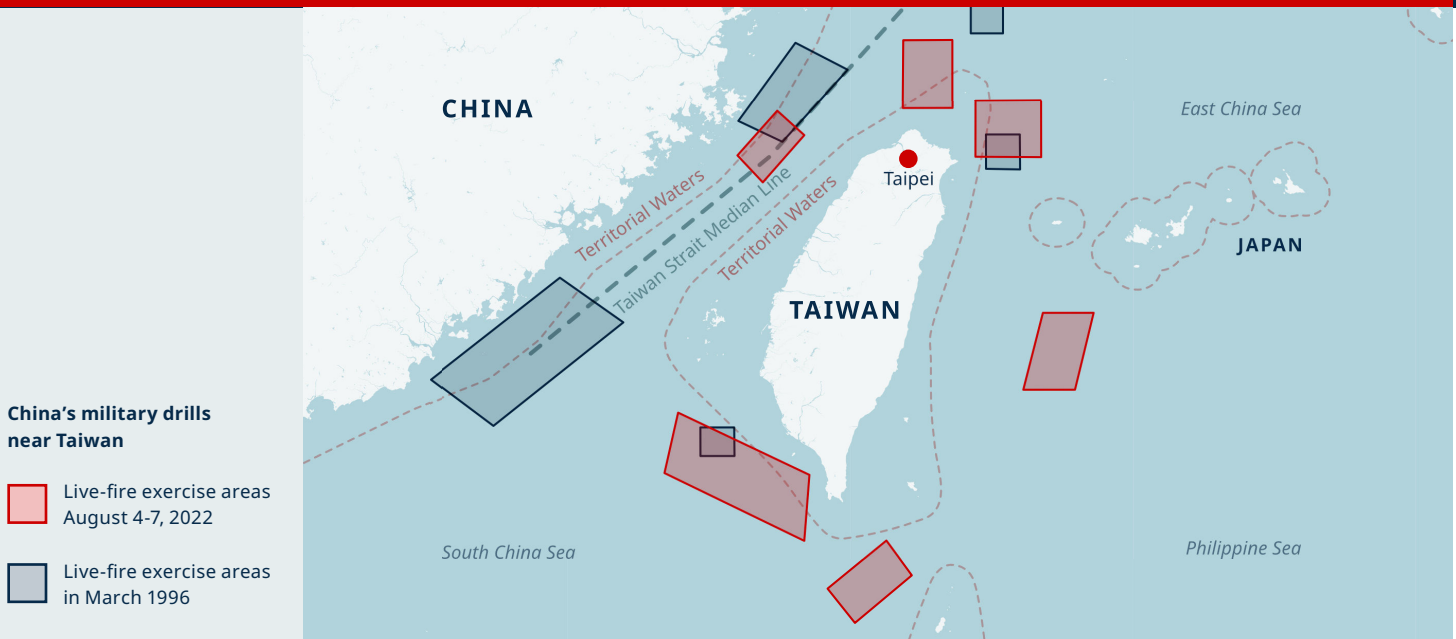 CHINA
East China Sea
Taipei
Territorial Waters
Taiwan Strait Median Line
Territorial Waters
JAPAN
TAIWAN
China’s military drills
near Taiwan
Live-fire exercise areas
August 4-7, 2022
Live-fire exercise areas
in March 1996
South China Sea
Philippine Sea